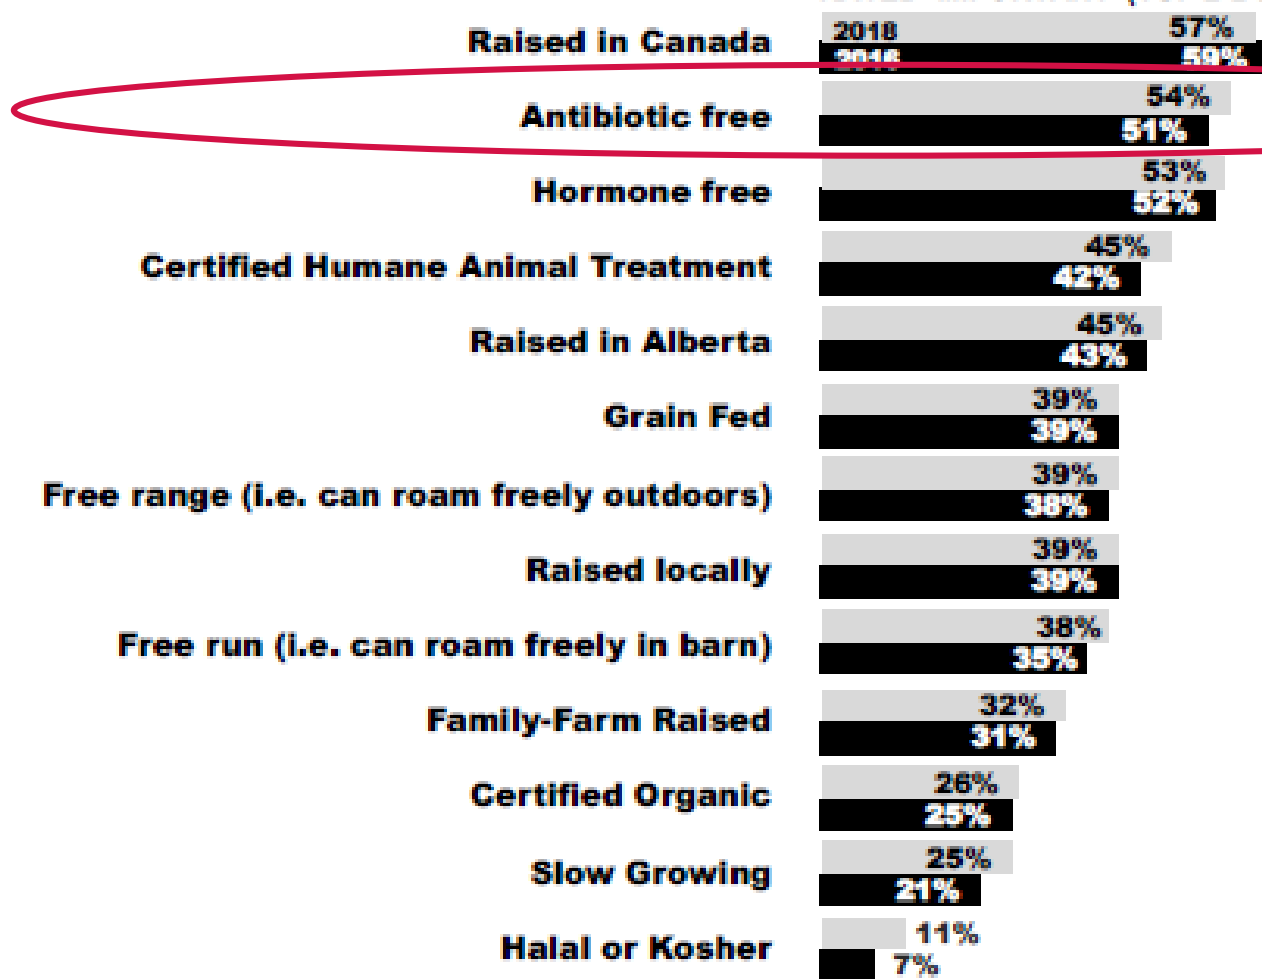 Raised in Canada 2018 57%
2016 59%
Antibiotic free 54%
51%
Hormone free 53%
52%
Certified Humane Animal Treatment 45%
42%
Raised in Alberta 45%
43%
Grain Fed 39%
39%
Free range (i.e. can roam freely outdoors) 39%
38%
Raised locally 39%
39%
Free run (i.e. can roam freely in barn) 38%
35%
Family-Farm Raised 32%
31%
Certified Organic 26%
25%
Slow Growing 25%
21%
Halal or Kosher 11%
7%